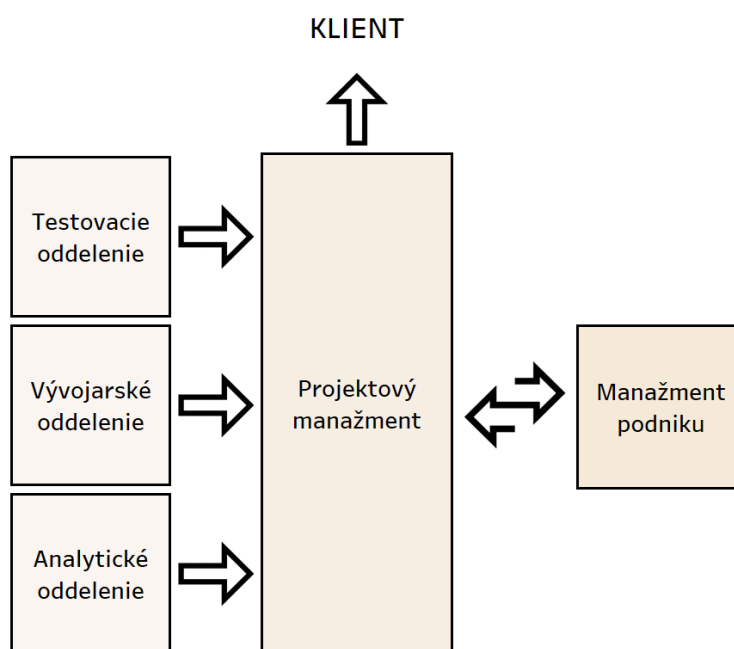 KLIENT
Testovacie
oddelenie
Vývojarské
oddelenie
Analytické
oddelenie
Projektový
manažment
Manažment
podniku